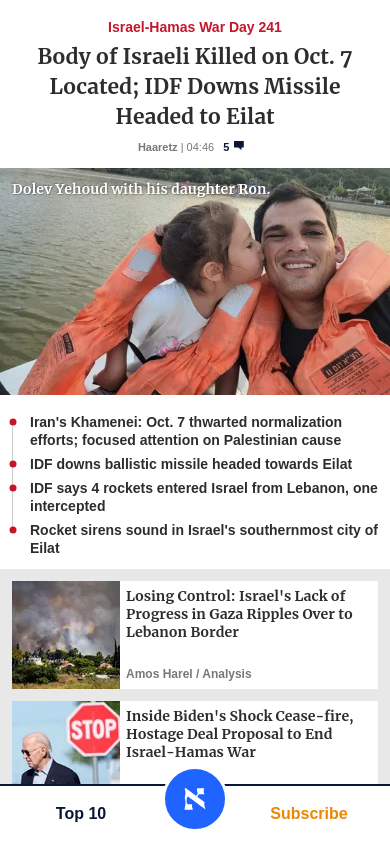 Israel-Hamas War Day 241
Body of Israeli Killed on Oct. 7
Located; IDF Downs Missile
Headed to Eilat
Haaretz | 04:46 5
Dolev Yehoud with his daughter Ron.
Iran's Khamenei: Oct. 7 thwarted normalization
efforts; focused attention on Palestinian cause
IDF downs ballistic missile headed towards Eilat
IDF says 4 rockets entered Israel from Lebanon, one
intercepted
Rocket sirens sound in Israel's southernmost city of
Eilat
Losing Control: Israel's Lack of
Progress in Gaza Ripples Over to
Lebanon Border
Amos Harel / Analysis
STOP
Inside Biden's Shock Cease-fire,
Hostage Deal Proposal to End
Israel-Hamas War
Top 10
Subscribe